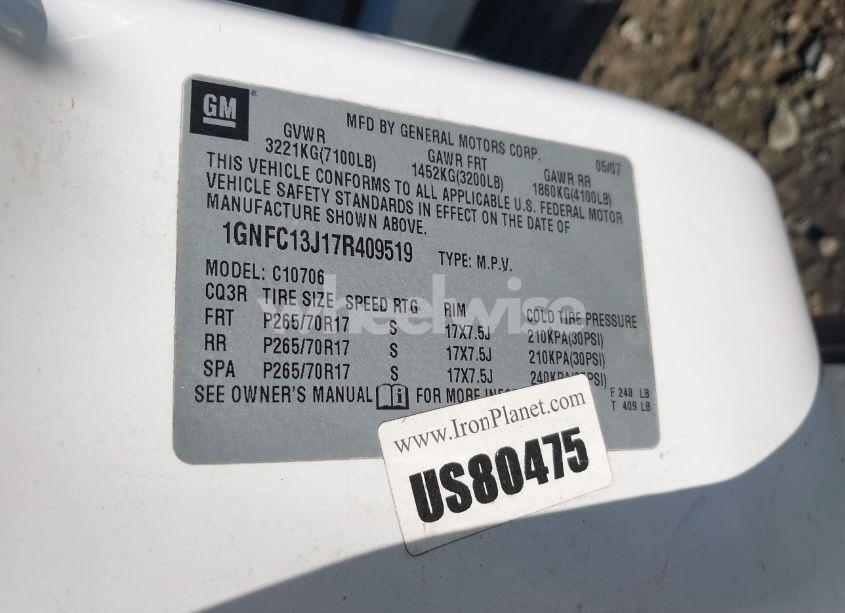 GM ®
MFD BY GENERAL MOTORS CORP. 05/07
GVWR GAWR FRT GAWR RR
3221KG(7100LB) 1452KG(3200LB) 1860KG(4100LB)
THIS VEHICLE CONFORMS TO ALL APPLICABLE U.S. FEDERAL MOTOR
VEHICLE SAFETY STANDARDS IN EFFECT ON THE DATE OF
MANUFACTURE SHOWN ABOVE.
1GNFC13J17R409519 TYPE: M.P.V.
MODEL: C10706
CQ3R TIRE SIZE SPEED RTG RIM COLD TIRE PRESSURE
FRT P265/70R17 S 17X7.5J 210KPA(30PSI)
RR P265/70R17 S 17X7.5J 210KPA(30PSI)
SPA P265/70R17 S 17X7.5J 240KPA(35PSI)
SEE OWNER'S MANUAL FOR MORE
F 248 LB
T 409 LB
www.IronPlanet.com
US80475
wheelwise